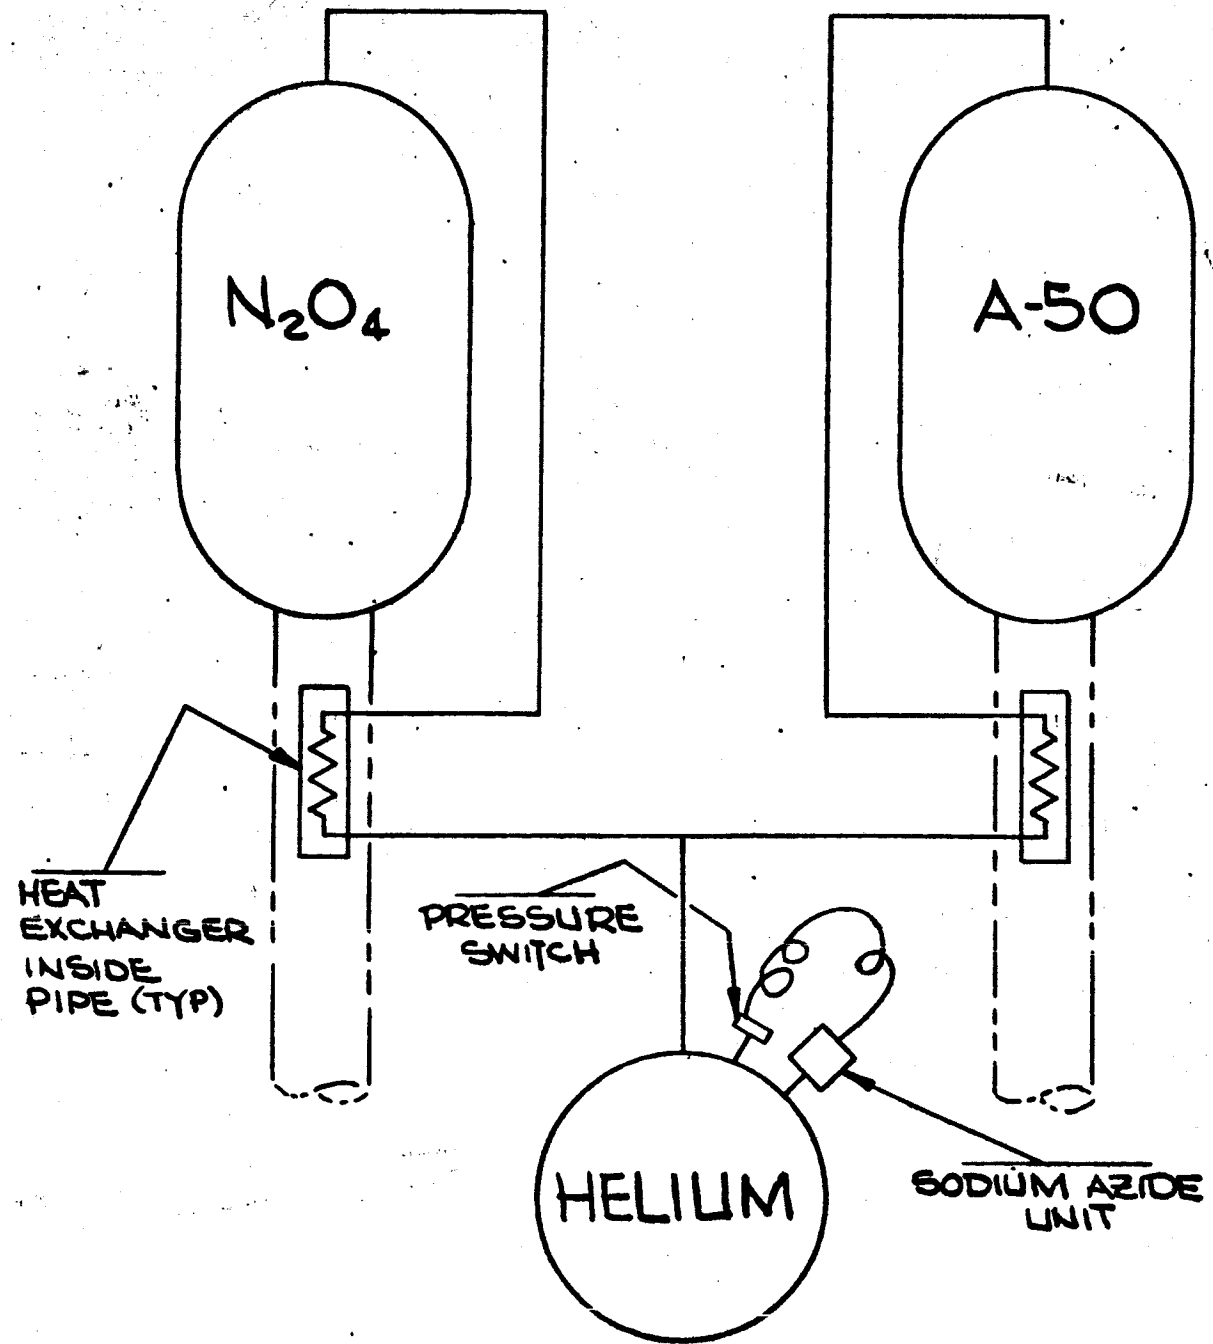 N₂O₄
A-50
HEAT
EXCHANGER
INSIDE
PIPE (TYP)
PRESSURE
SWITCH
HELIUM
SODIUM AZIDE
UNIT